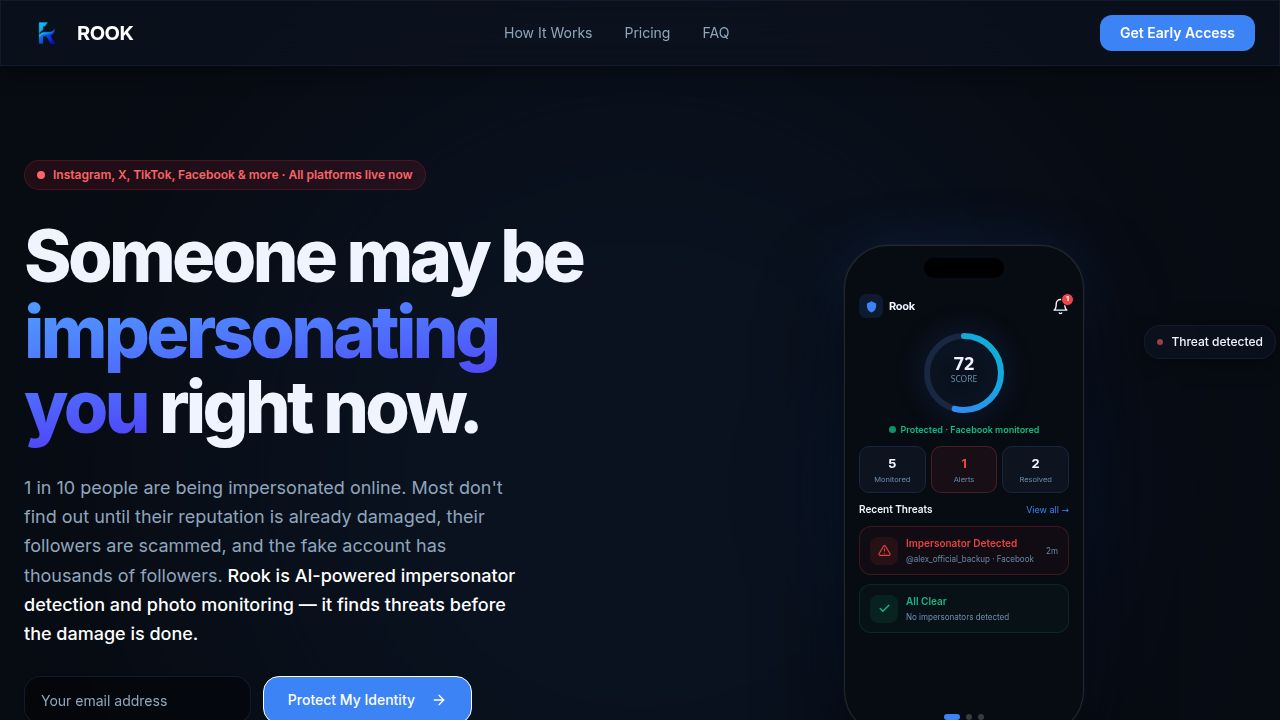 ROOK
How It Works
Pricing
FAQ
Get Early Access
Instagram, X, TikTok, Facebook & more · All platforms live now
Someone may be
impersonating
you right now.
1 in 10 people are being impersonated online. Most don't
find out until their reputation is already damaged, their
followers are scammed, and the fake account has
thousands of followers. Rook is AI-powered impersonator
detection and photo monitoring — it finds threats before
the damage is done.
Your email address
Protect My Identity →
Rook
1
72
SCORE
Protected · Facebook monitored
5
Monitored
1
Alerts
2
Resolved
Recent Threats
View all →
Impersonator Detected
@alex_official_backup · Facebook
2m
All Clear
No impersonators detected
Threat detected